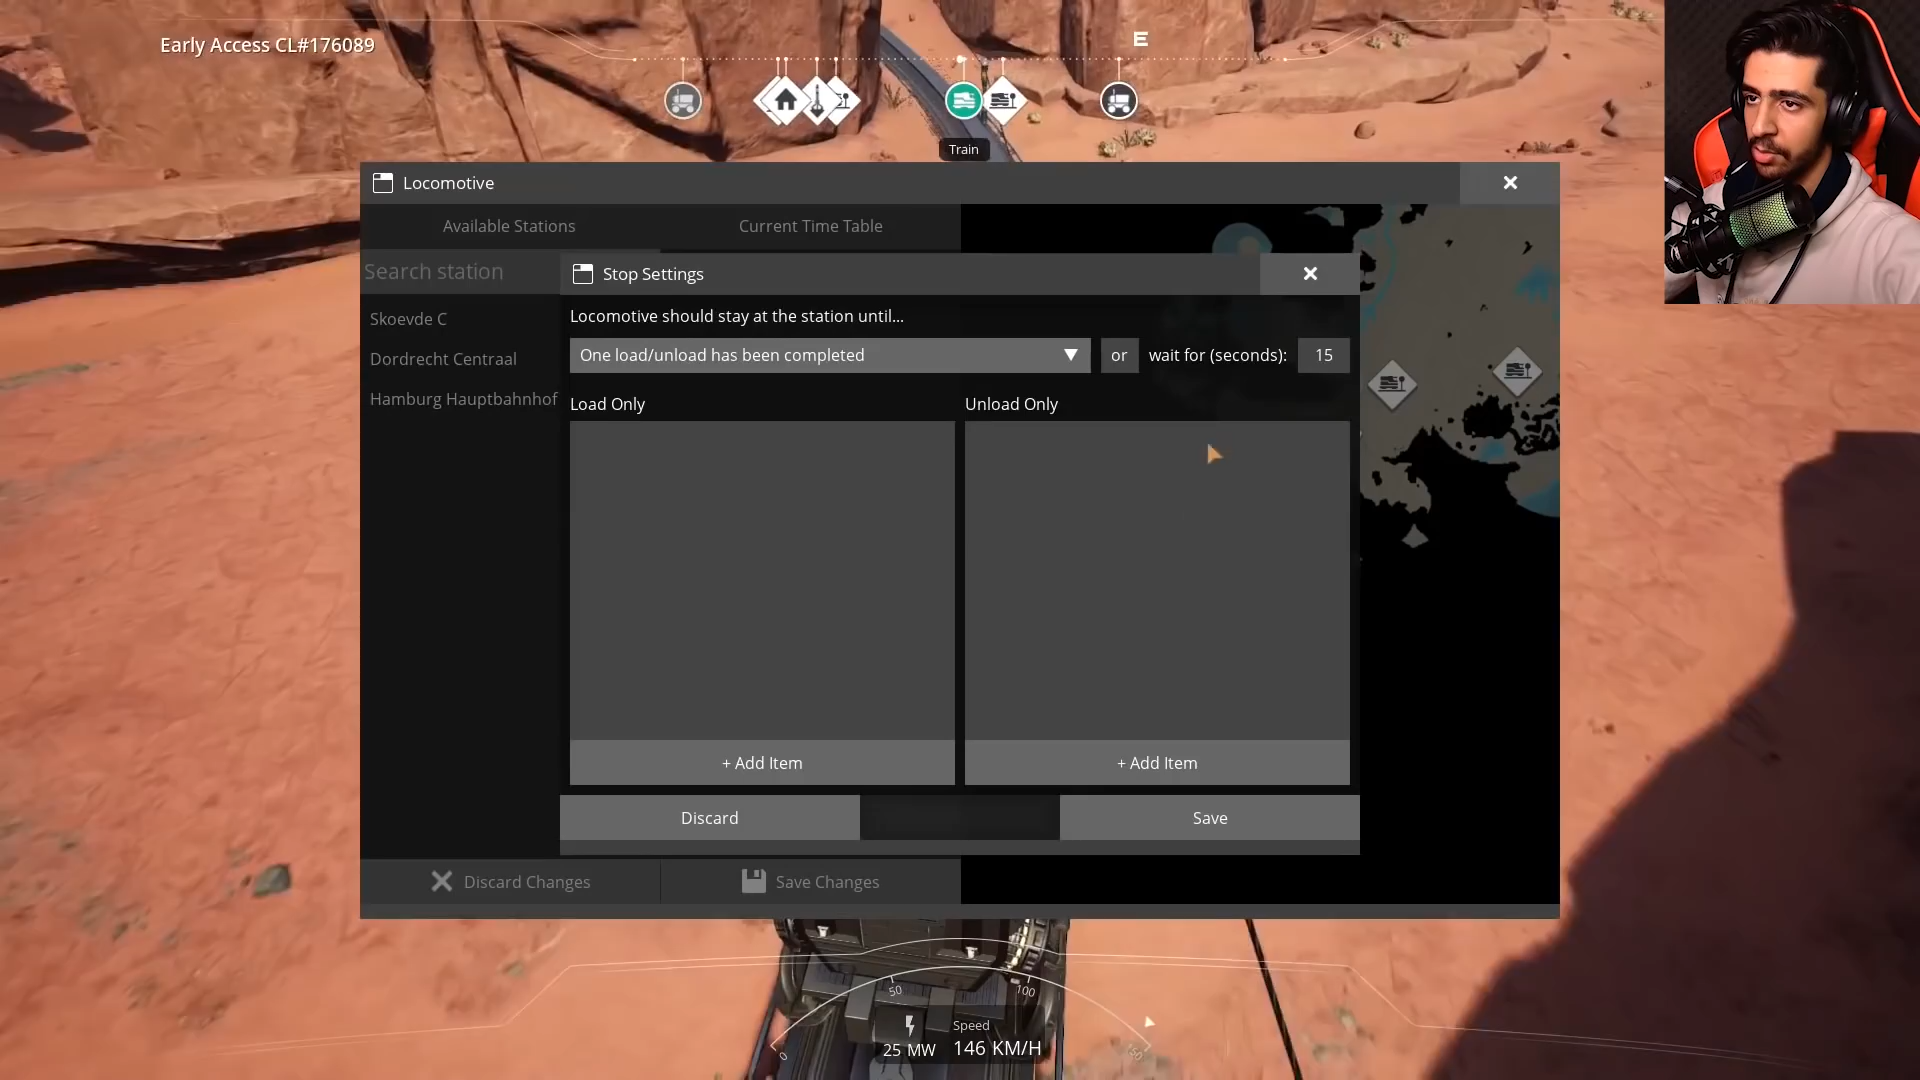 Early Access CL#176089
E
Train
Locomotive
Available Stations
Current Time Table
Search station
Skoevde C
Dordrecht Centraal
Hamburg Hauptbahnhof
Stop Settings
Locomotive should stay at the station until...
One load/unload has been completed
or
wait for (seconds):
15
Load Only
Unload Only
+ Add Item
+ Add Item
Discard
Save
Discard Changes
Save Changes
50
100
0
Speed
25 MW
146 KM/H